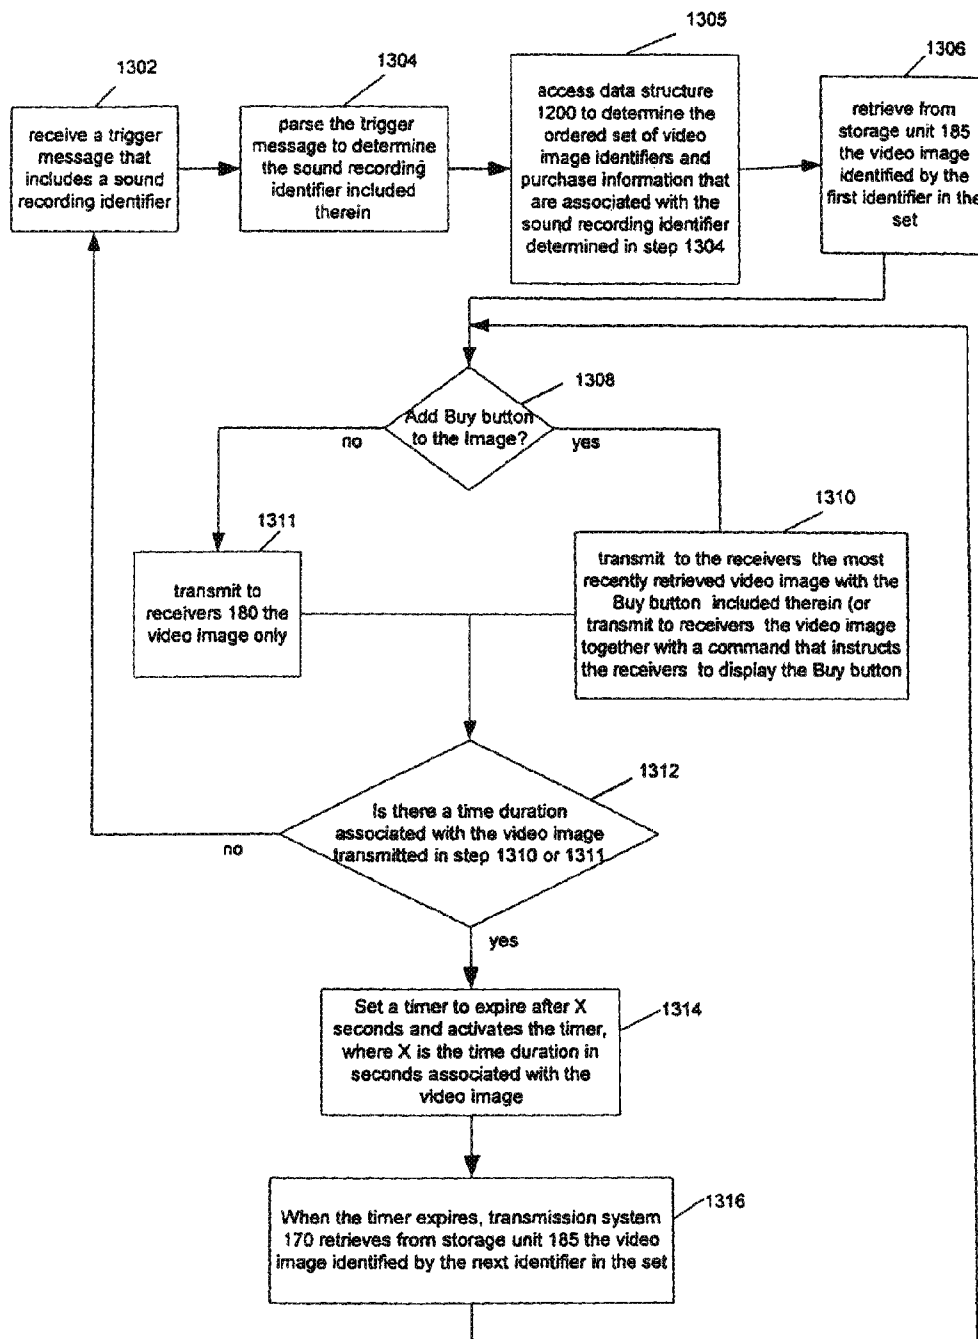 1302
receive a trigger
message that
includes a sound
recording identifier
1304
parse the trigger
message to determine
the sound recording
identifier included
therein
1305
access data structure
1200 to determine the
ordered set of video
image identifiers and
purchase information
that are associated with the
sound recording identifier
determined in step 1304
1306
retrieve from
storage unit 185
the video image
identified by the
first identifier in the
set
1308
Add Buy button
to the Image?
no
yes
1311
transmit to
receivers 180 the
video image only
1310
transmit to the receivers the most
recently retrieved video image with the
Buy button included therein (or
transmit to receivers the video image
together with a command that instructs
the receivers to display the Buy button
1312
Is there a time duration
associated with the video image
transmitted in step 1310 or 1311
no
yes
1314
Set a timer to expire after X
seconds and activates the timer,
where X is the time duration in
seconds associated with the
video image
1316
When the timer expires, transmission system
170 retrieves from storage unit 185 the video
image identified by the next identifier in the set